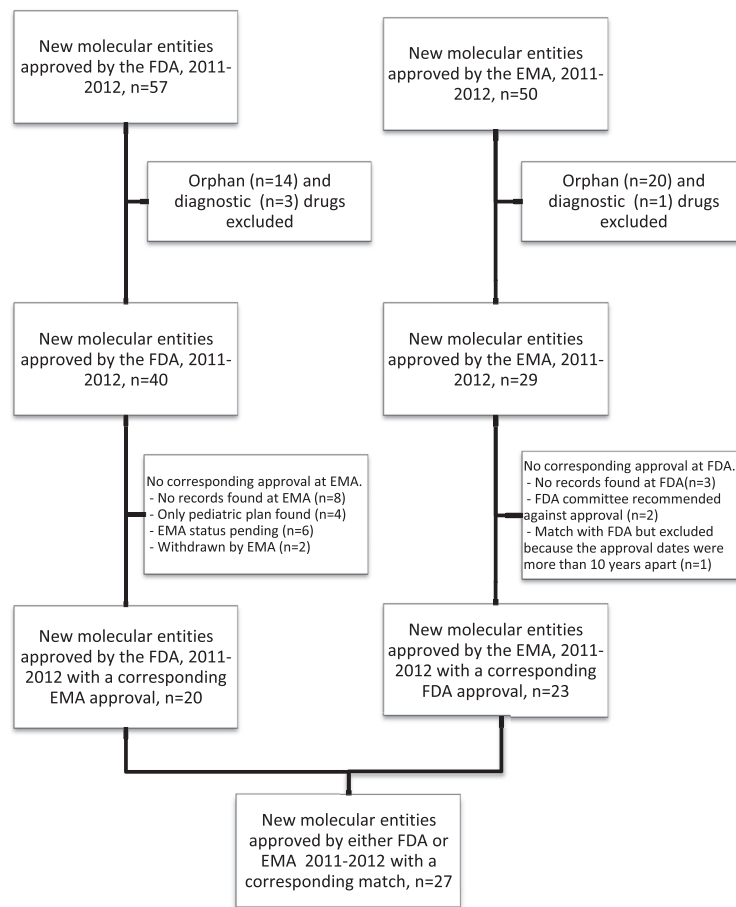 New molecular entities
approved by the FDA, 2011-
2012, n=57
New molecular entities
approved by the EMA, 2011-
2012, n=50
Orphan (n=14) and
diagnostic (n=3) drugs
excluded
Orphan (n=20) and
diagnostic (n=1) drugs
excluded
New molecular entities
approved by the FDA, 2011-
2012, n=40
New molecular entities
approved by the EMA, 2011-
2012, n=29
No corresponding approval at EMA.
- No records found at EMA (n=8)
- Only pediatric plan found (n=4)
- EMA status pending (n=6)
- Withdrawn by EMA (n=2)
No corresponding approval at FDA.
- No records found at FDA(n=3)
- FDA committee recommended
against approval (n=2)
- Match with FDA but excluded
because the approval dates were
more than 10 years apart (n=1)
New molecular entities
approved by the FDA, 2011-
2012 with a corresponding
EMA approval, n=20
New molecular entities
approved by the EMA, 2011-
2012 with a corresponding
FDA approval, n=23
New molecular entities
approved by either FDA or
EMA 2011-2012 with a
corresponding match, n=27